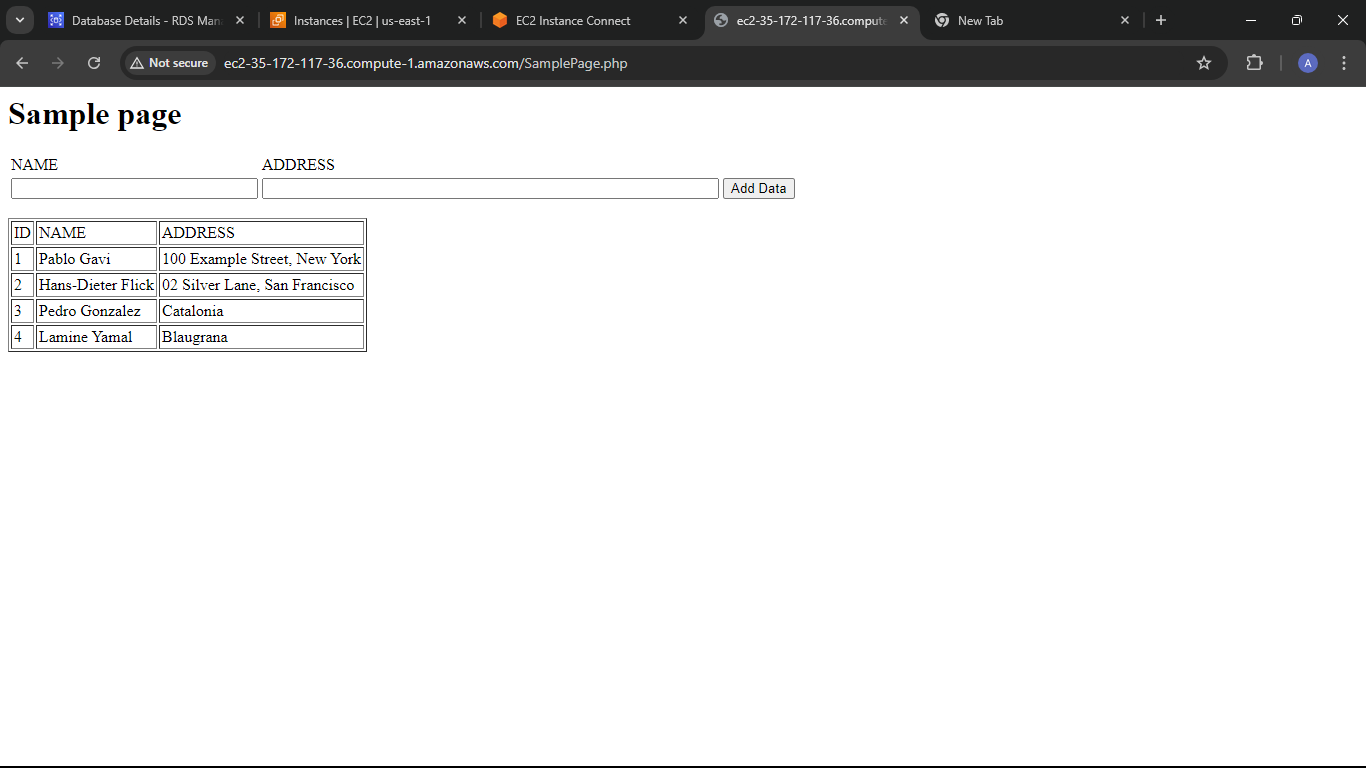 Database Details - RDS Man
Instances | EC2 | us-east-1
EC2 Instance Connect
ec2-35-172-117-36.compute
New Tab
Not secure
ec2-35-172-117-36.compute-1.amazonaws.com/SamplePage.php
A
Sample page
NAME ADDRESS
Add Data
ID NAME ADDRESS
1 Pablo Gavi 100 Example Street, New York
2 Hans-Dieter Flick 02 Silver Lane, San Francisco
3 Pedro Gonzalez Catalonia
4 Lamine Yamal Blaugrana